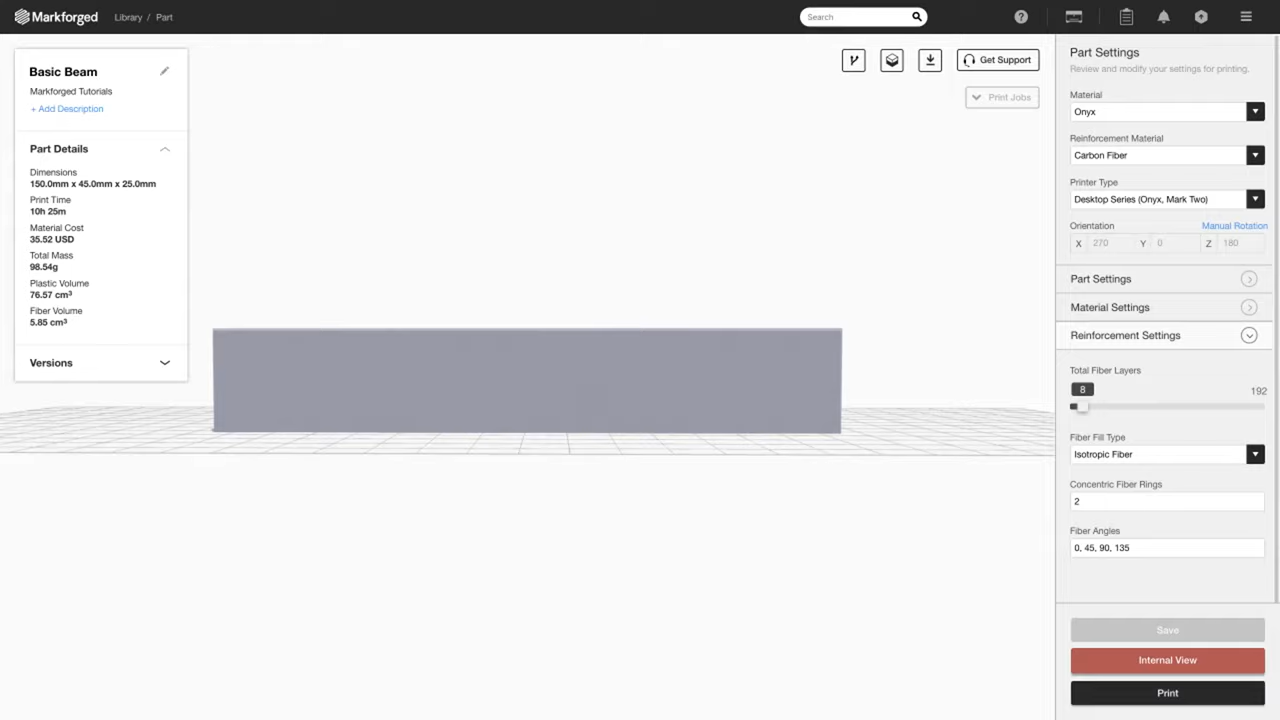 Markforged
Library / Part
Search
Basic Beam
Markforged Tutorials
+ Add Description
Part Details
Dimensions
150.0mm x 45.0mm x 25.0mm
Print Time
10h 25m
Material Cost
35.52 USD
Total Mass
98.54g
Plastic Volume
76.57 cm³
Fiber Volume
5.85 cm³
Versions
Get Support
Print Jobs
Part Settings
Review and modify your settings for printing.
Material
Onyx
Reinforcement Material
Carbon Fiber
Printer Type
Desktop Series (Onyx, Mark Two)
Orientation Manual Rotation
X 270 Y 0 Z 180
Part Settings
Material Settings
Reinforcement Settings
Total Fiber Layers
8 192
Fiber Fill Type
Isotropic Fiber
Concentric Fiber Rings
2
Fiber Angles
0, 45, 90, 135
Save
Internal View
Print